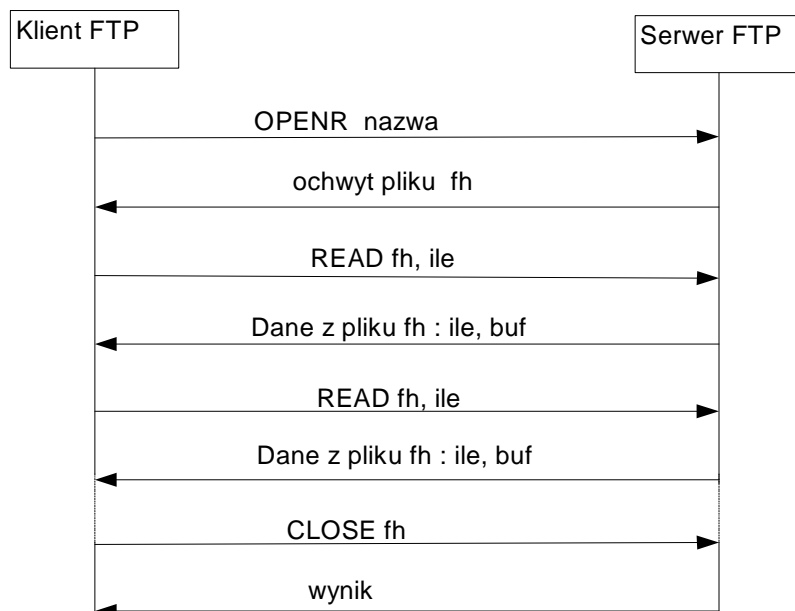 Klient FTP
Serwer FTP
OPENR nazwa
ochwyt pliku fh
READ fh, ile
Dane z pliku fh : ile, buf
READ fh, ile
Dane z pliku fh : ile, buf
CLOSE fh
wynik